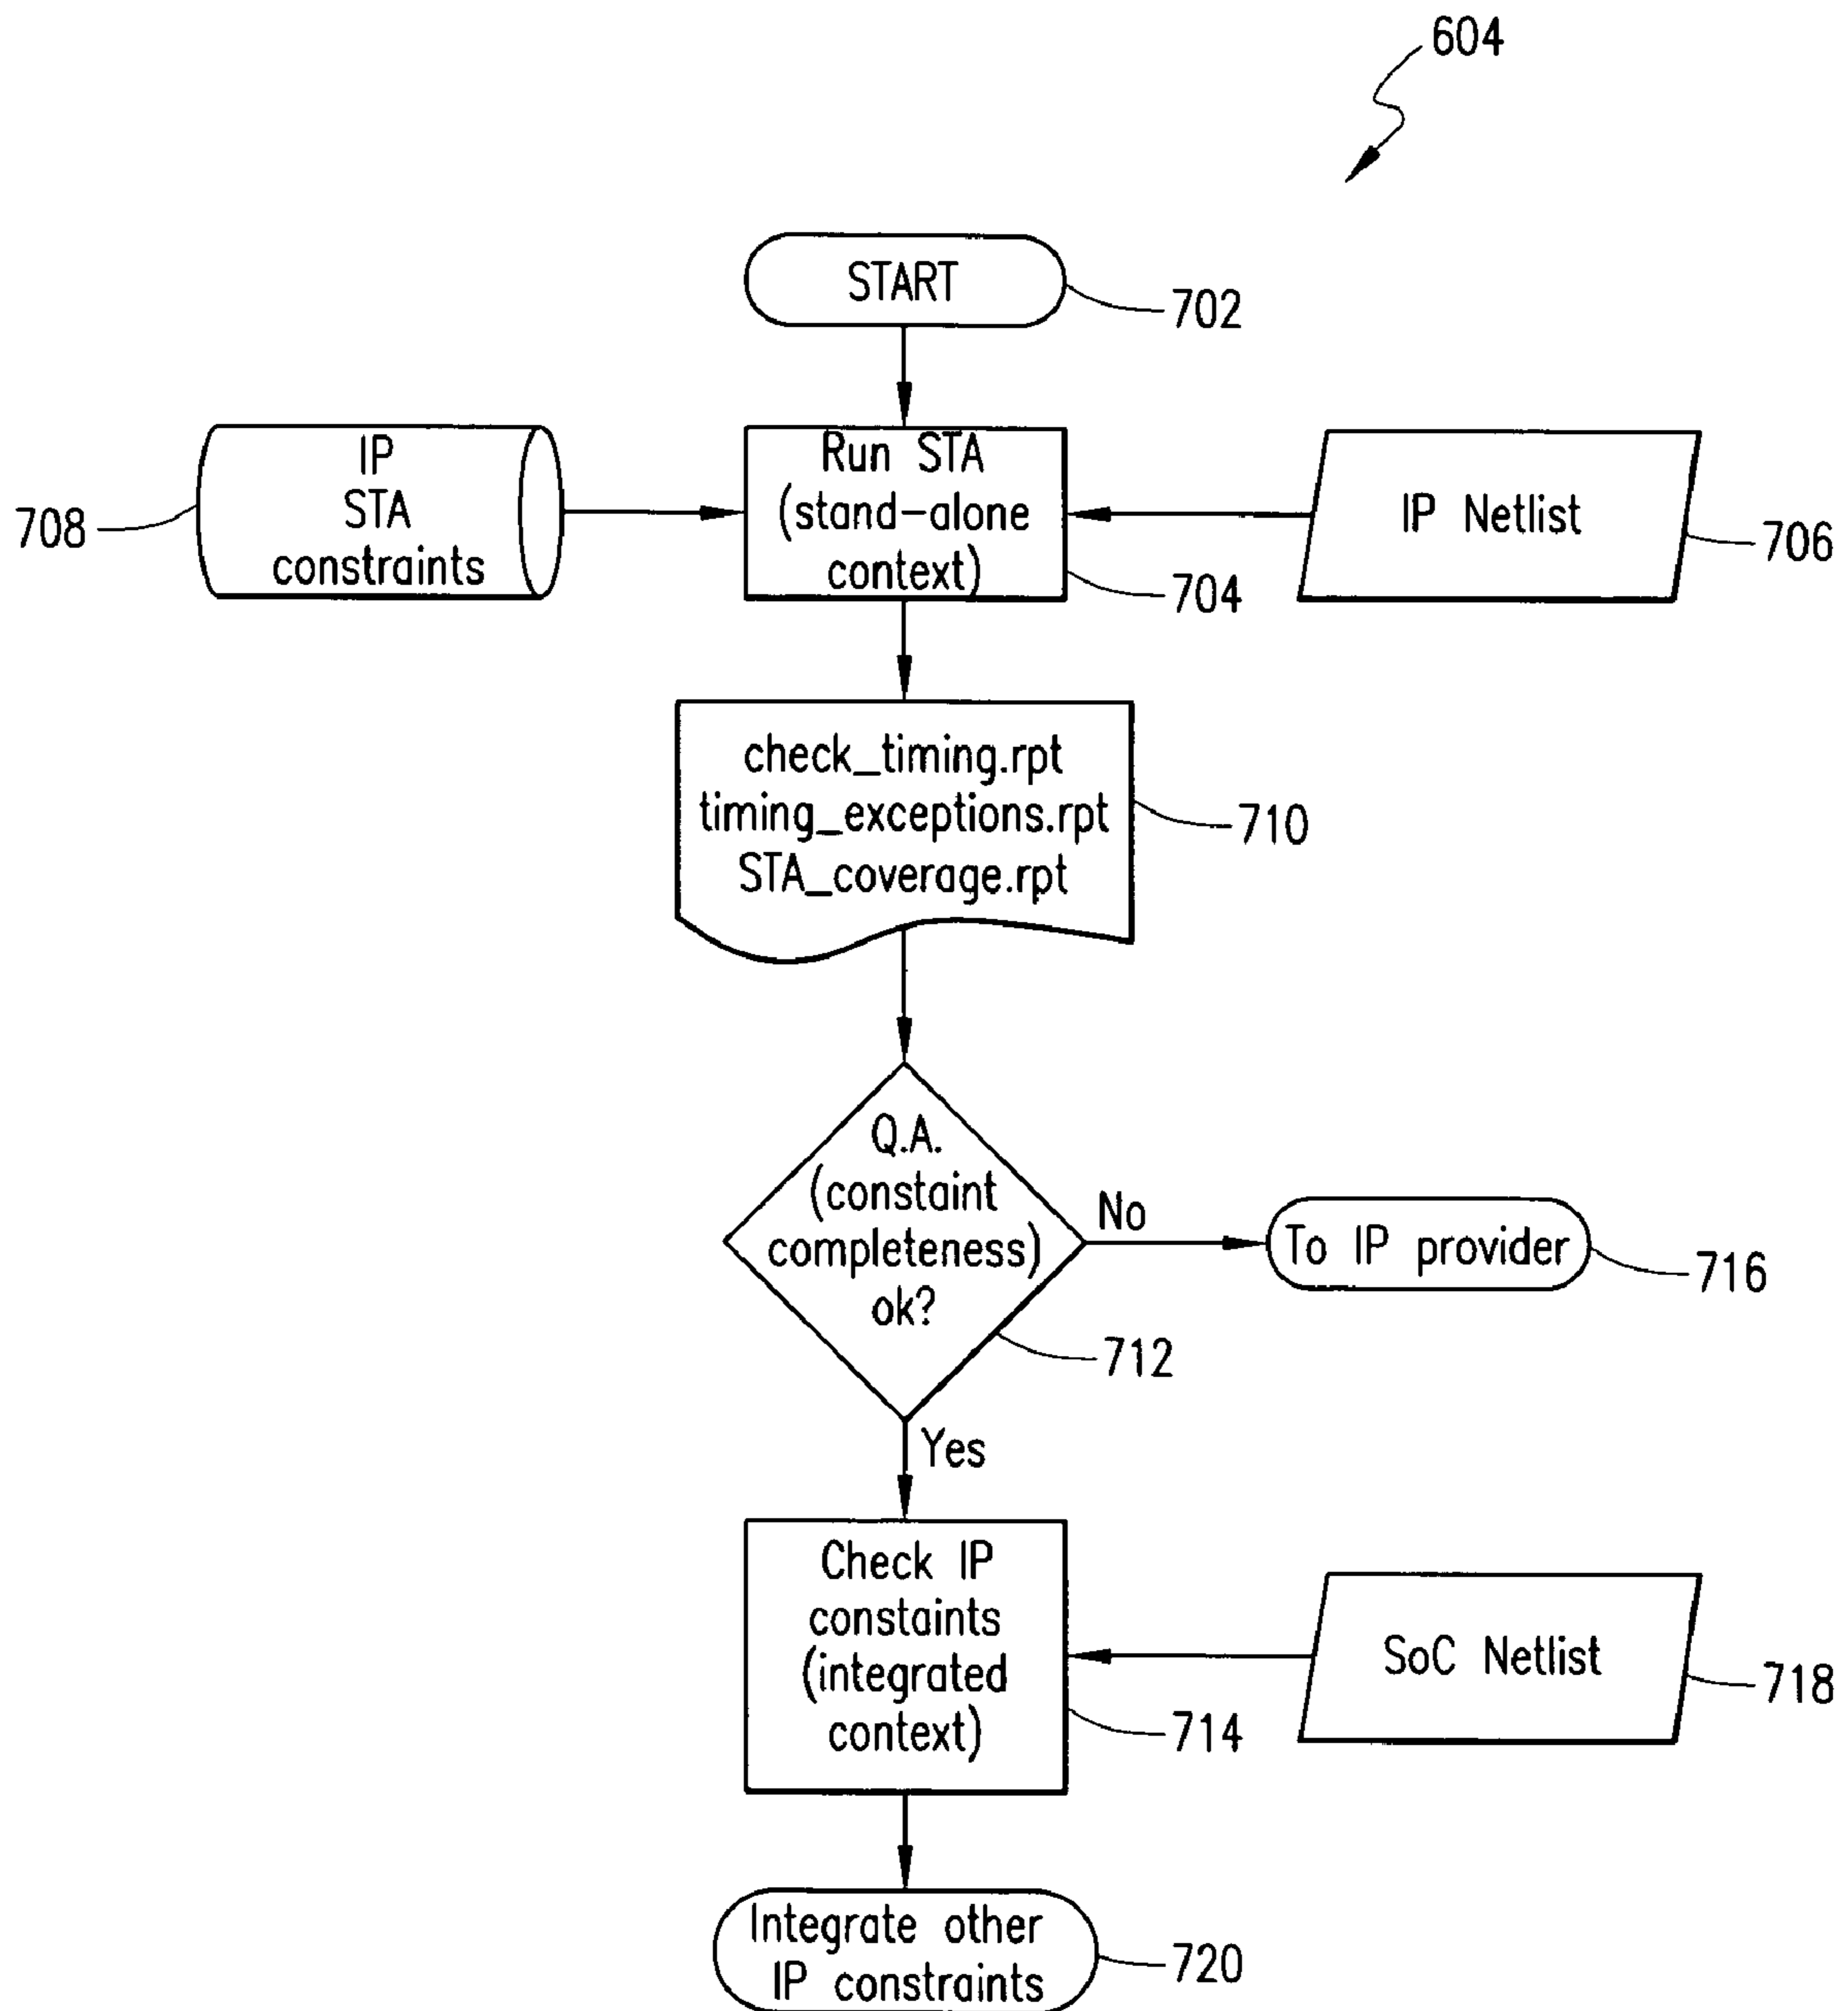 604
START
702
IP
STA
constraints
708
Run STA
(stand-alone
context)
704
IP Netlist
706
check_timing.rpt
timing_exceptions.rpt
STA_coverage.rpt
710
Q.A.
(constaint
completeness)
ok?
712
No
To IP provider
716
Yes
Check IP
constaints
(integrated
context)
714
SoC Netlist
718
Integrate other
IP constraints
720